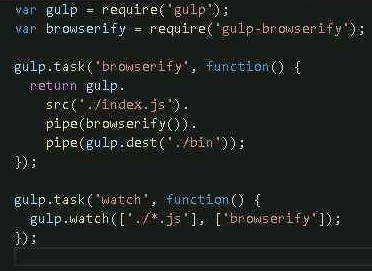 var gulp = require('gulp');
var browserify = require('gulp-browserify');
gulp.task('browserify', function() {
return gulp.
src('./index.js').
pipe(browserify()).
pipe(gulp.dest('./bin'));
});
gulp.task('watch', function() {
gulp.watch(['./*.js'], ['browserify']);
});